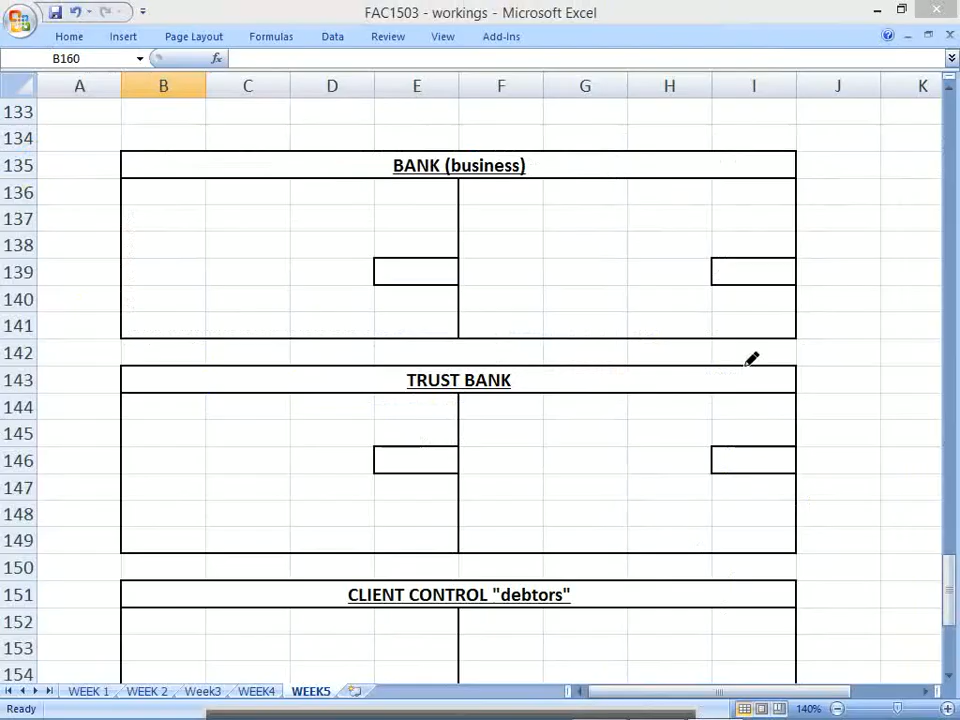 FAC1503 - workings - Microsoft Excel
Home Insert Page Layout Formulas Data Review View Add-Ins
B160 fx
A B C D E F G H I J K
133
134
135 BANK (business)
136
137
138
139
140
141
142
143 TRUST BANK
144
145
146
147
148
149
150
151 CLIENT CONTROL "debtors"
152
153
154
WEEK 1 WEEK 2 Week3 WEEK4 WEEK5
Ready 140%